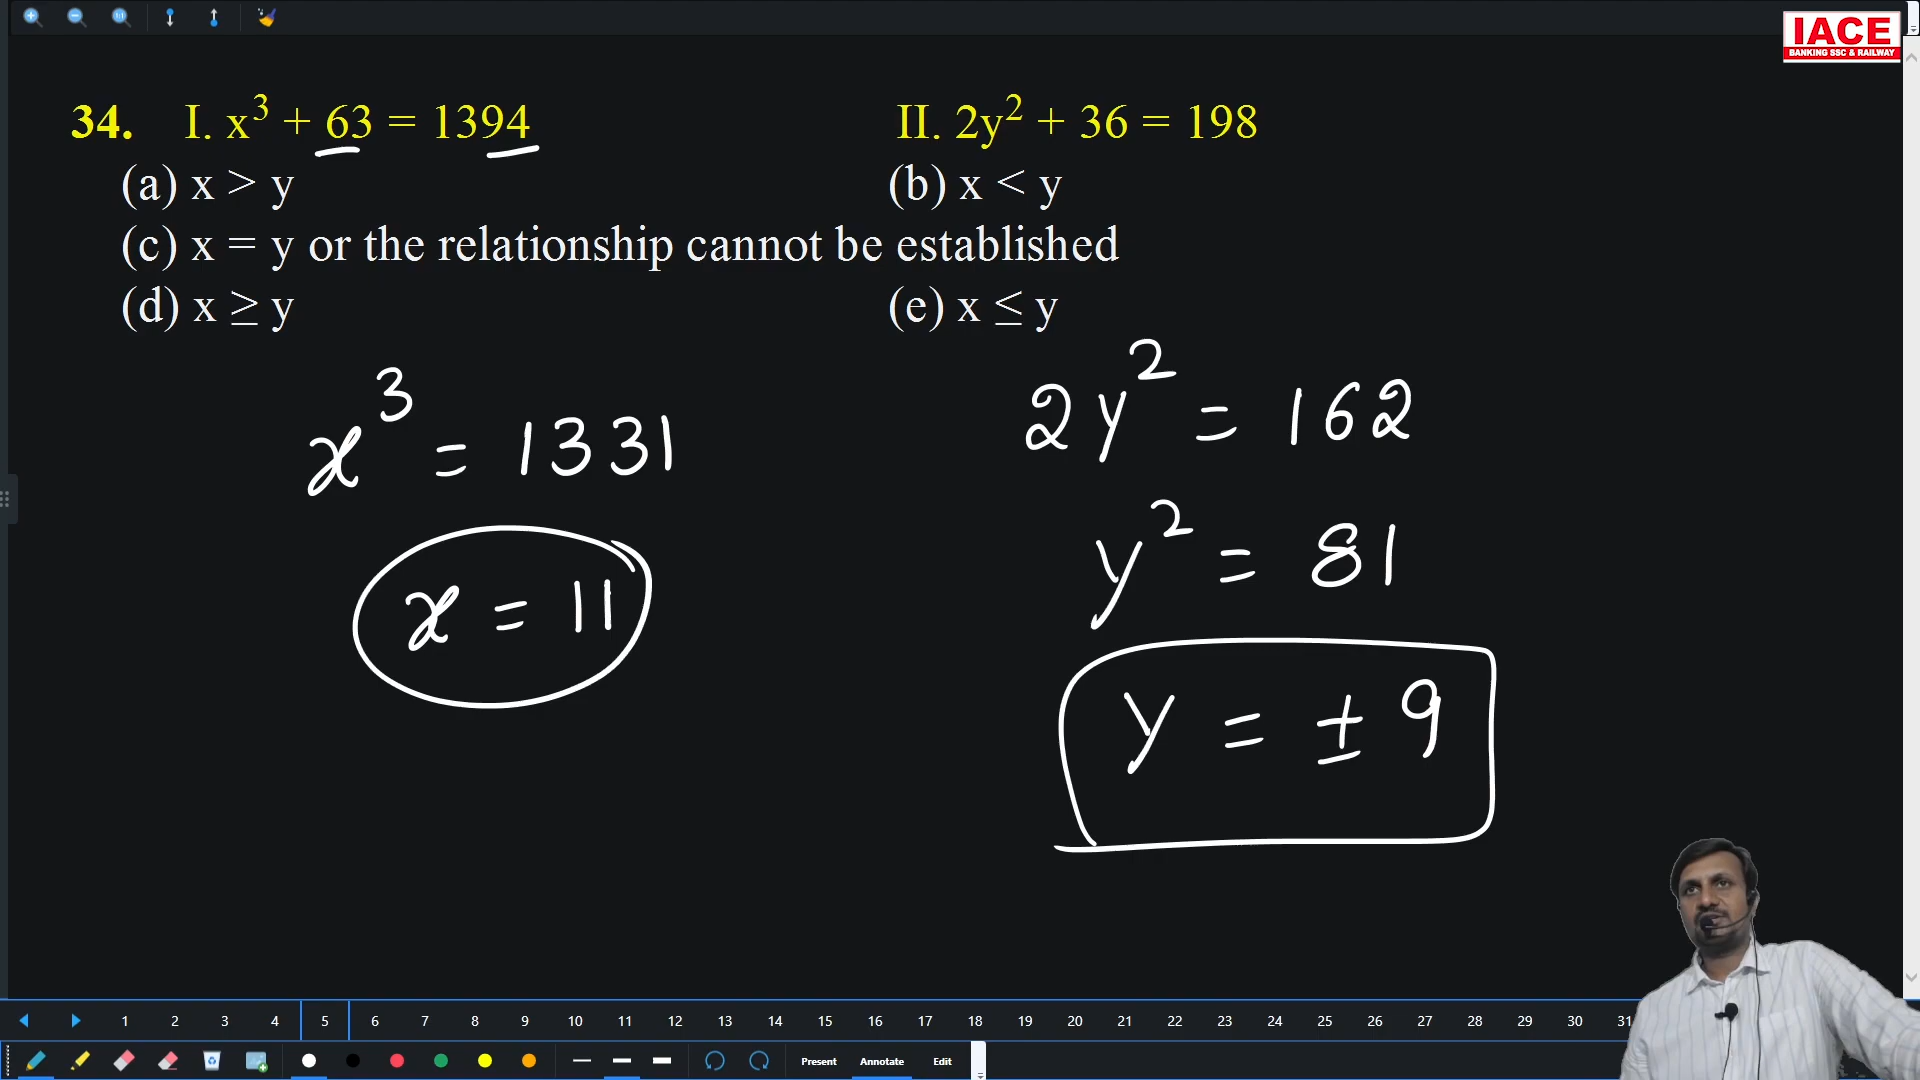 IACE
BANKING SSC & RAILWAY
34. I. x³ + 63 = 1394 II. 2y² + 36 = 198
(a) x > y (b) x < y
(c) x = y or the relationship cannot be established
(d) x ≥ y (e) x ≤ y
x³ = 1331
2y² = 162
y² = 81
x = 11
y = ± 9
1 2 3 4 5 6 7 8 9 10 11 12 13 14 15 16 17 18 19 20 21 22 23 24 25 26 27 28 29 30 31
Present Annotate Edit